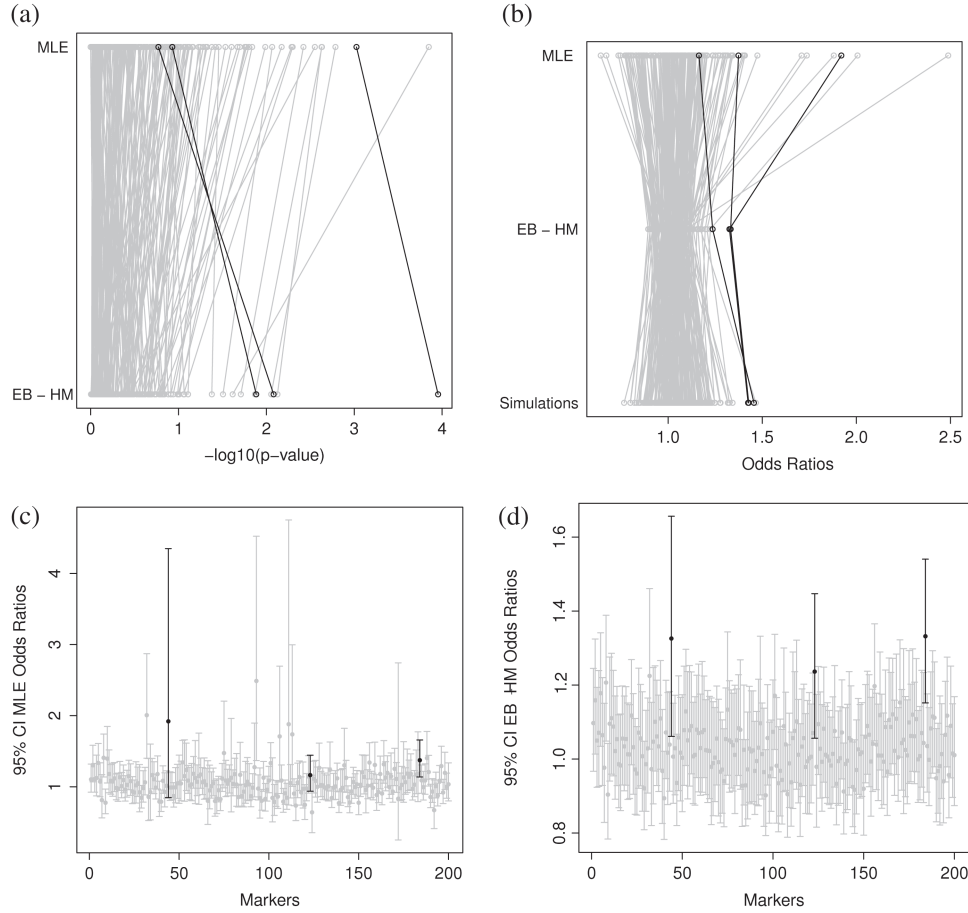 (a)
MLE
EB – HM
0 1 2 3 4
−log10(p−value)
(b)
MLE
EB – HM
Simulations
1.0 1.5 2.0 2.5
Odds Ratios
(c)
95% CI MLE Odds Ratios
4
3
2
1
0 50 100 150 200
Markers
(d)
95% CI EB HM Odds Ratios
1.6
1.4
1.2
1.0
0.8
0 50 100 150 200
Markers